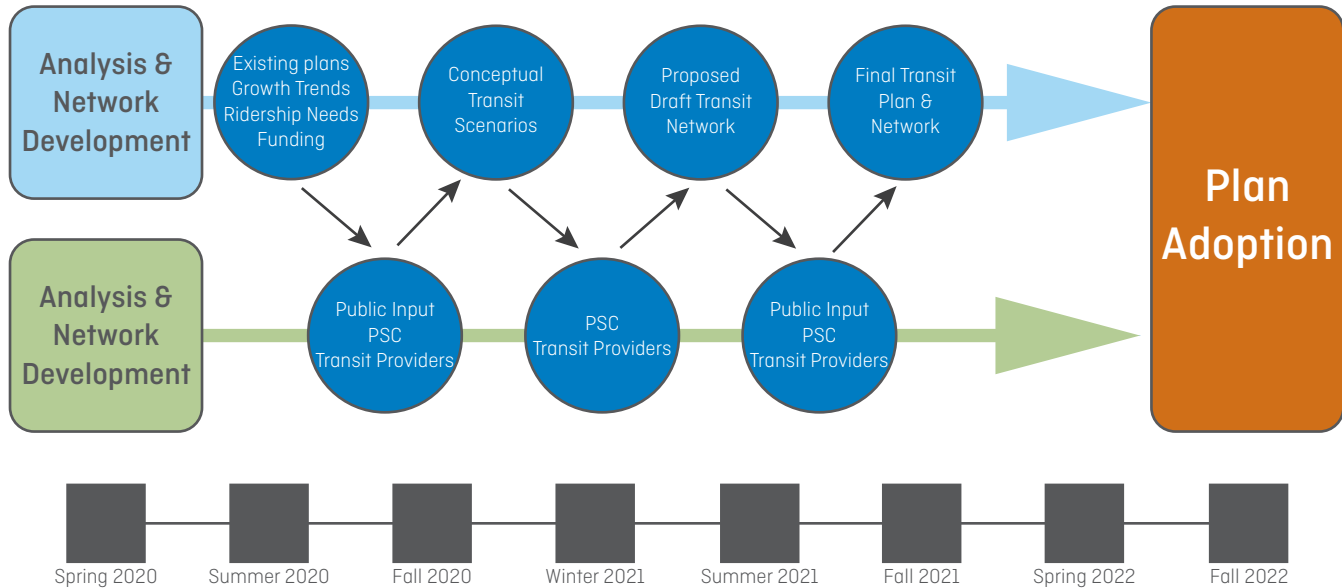 Analysis &
Network
Development
Existing plans
Growth Trends
Ridership Needs
Funding
Conceptual
Transit
Scenarios
Proposed
Draft Transit
Network
Final Transit
Plan &
Network
Plan
Adoption
Analysis &
Network
Development
Public Input
PSC
Transit Providers
PSC
Transit Providers
Public Input
PSC
Transit Providers
Spring 2020
Summer 2020
Fall 2020
Winter 2021
Summer 2021
Fall 2021
Spring 2022
Fall 2022